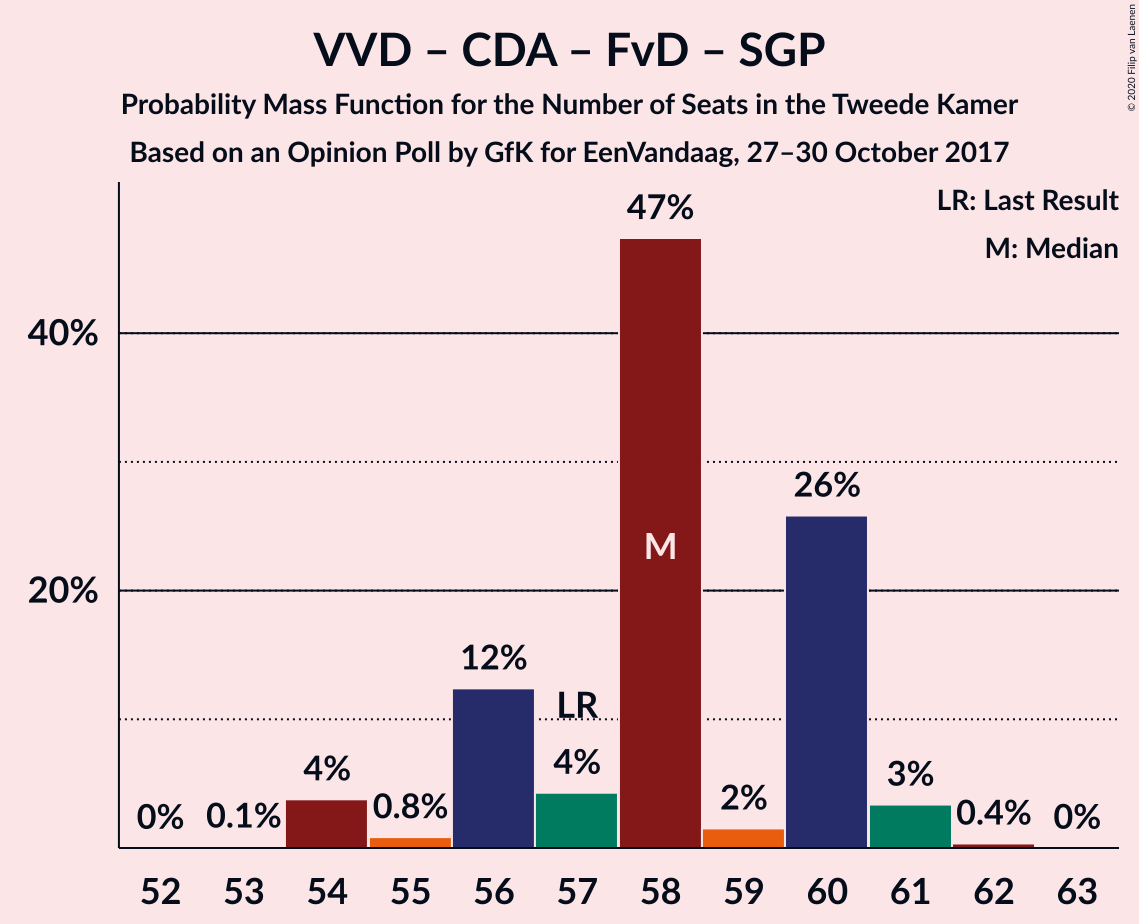 VVD – CDA – FvD – SGP
Probability Mass Function for the Number of Seats in the Tweede Kamer
Based on an Opinion Poll by GfK for EenVandaag, 27–30 October 2017
© 2020 Filip van Laenen
LR: Last Result
M: Median
47%
40%
26%
M
20%
12%
LR
4%
4%
3%
2%
0%
0.1%
0.8%
0.4%
0%
52 53 54 55 56 57 58 59 60 61 62 63